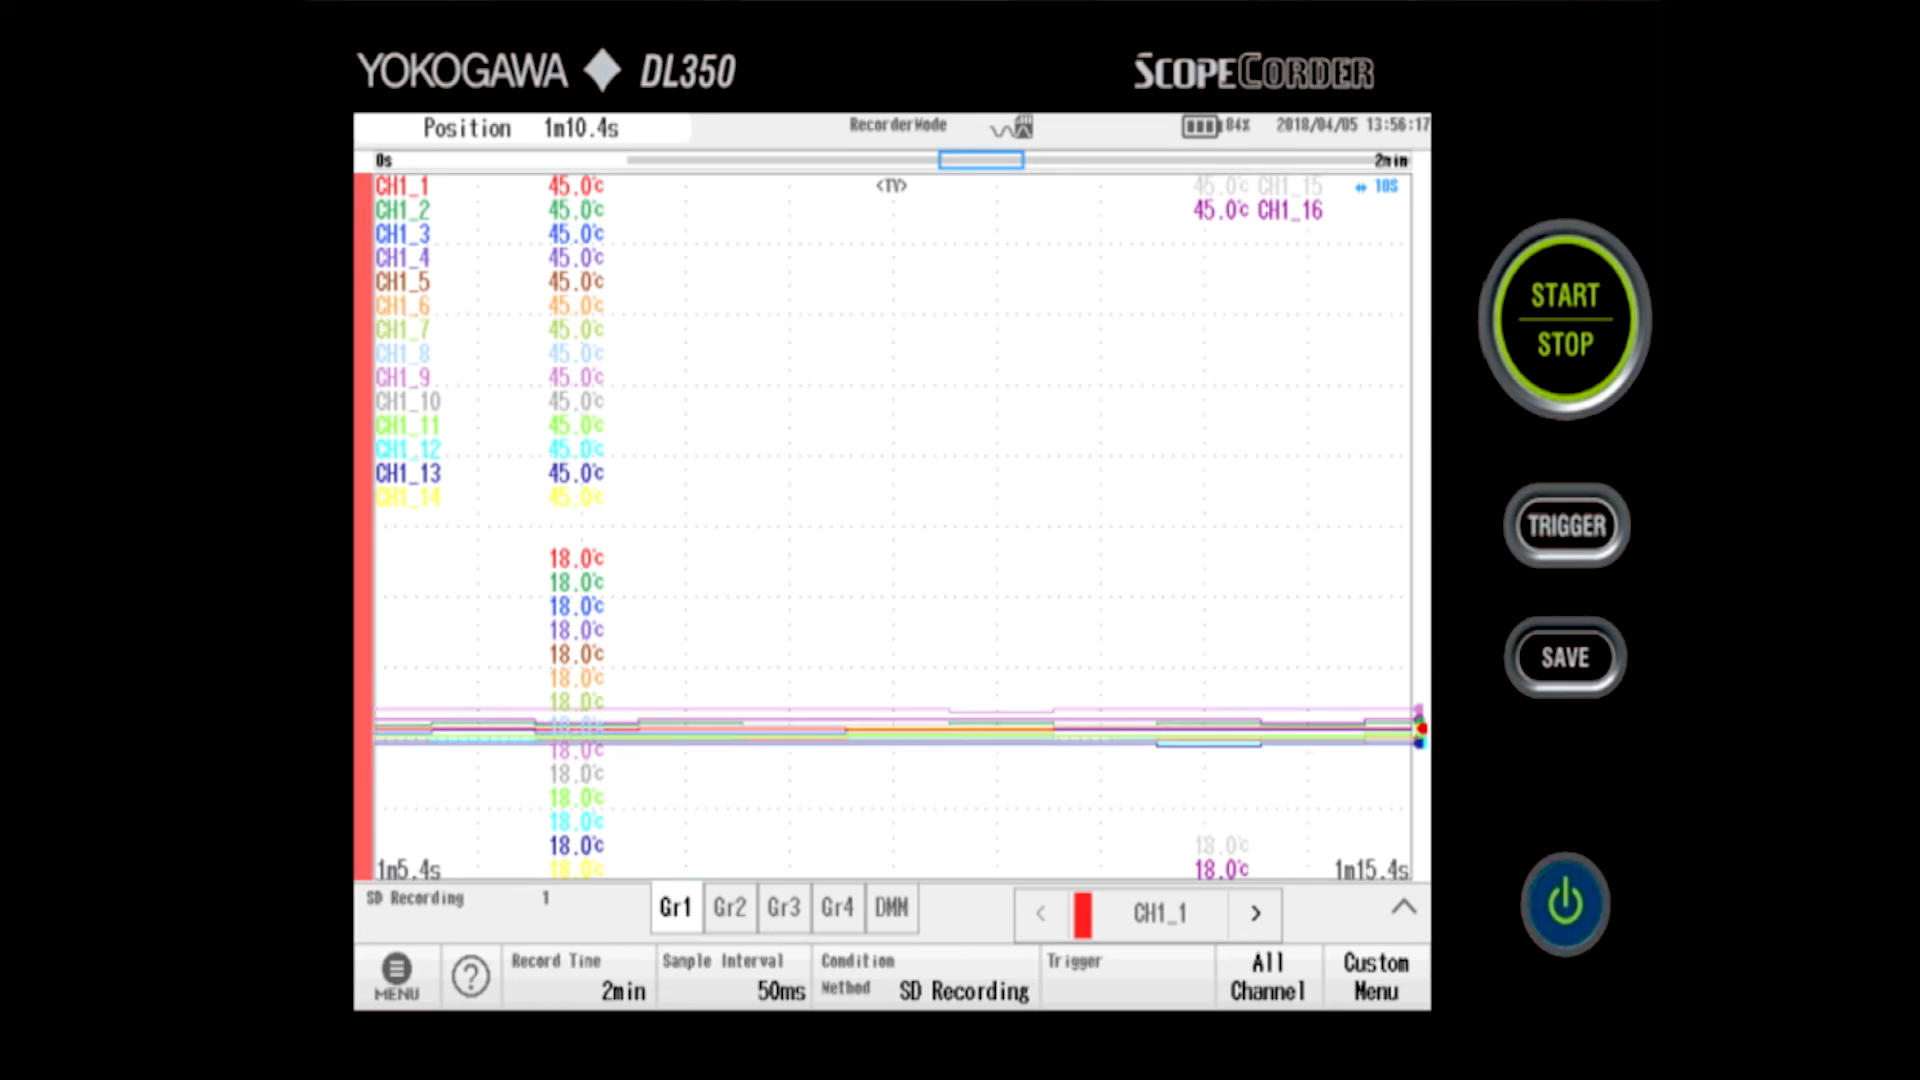 YOKOGAWA DL350 SCOPECORDER
Position 1m10.4s RecorderMode 84% 2018/04/05 13:56:17
0s 2min
CH1_1 45.0℃ <TY> 45.0℃ CH1_15 10S
CH1_2 45.0℃ 45.0℃ CH1_16
CH1_3 45.0℃
CH1_4 45.0℃
CH1_5 45.0℃
CH1_6 45.0℃
CH1_7 45.0℃
CH1_8 45.0℃
CH1_9 45.0℃
CH1_10 45.0℃
CH1_11 45.0℃
CH1_12 45.0℃
CH1_13 45.0℃
CH1_14 45.0℃
18.0℃
18.0℃
18.0℃
18.0℃
18.0℃
18.0℃
18.0℃
18.0℃
18.0℃
18.0℃
18.0℃
18.0℃
18.0℃ 18.0℃
1m5.4s 18.0℃ 18.0℃ 1m15.4s
SD Recording 1 Gr1 Gr2 Gr3 Gr4 DMM < CH1_1 >
MENU ? Record Time 2min Sample Interval 50ms Condition Method SD Recording Trigger All Channel Custom Menu
START
STOP
TRIGGER
SAVE